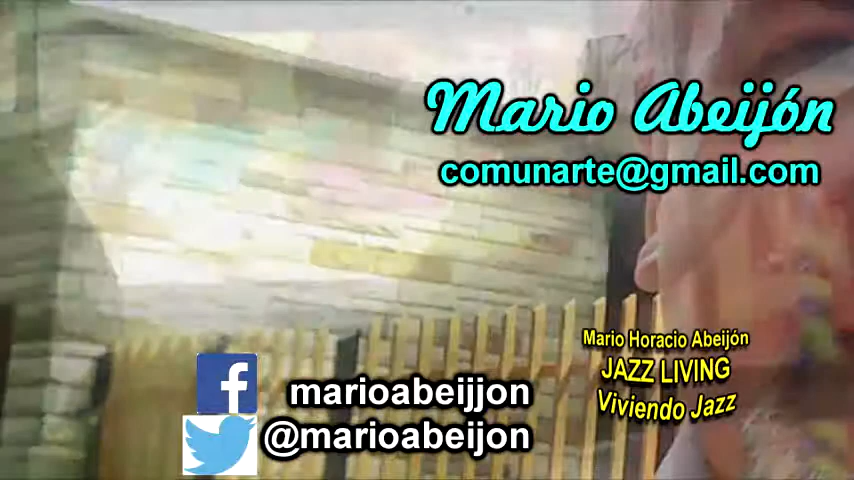 Mario Abeijón
comunarte@gmail.com
Mario Horacio Abeijón
JAZZ LIVING
Viviendo Jazz
marioabeijjon
@marioabeijon